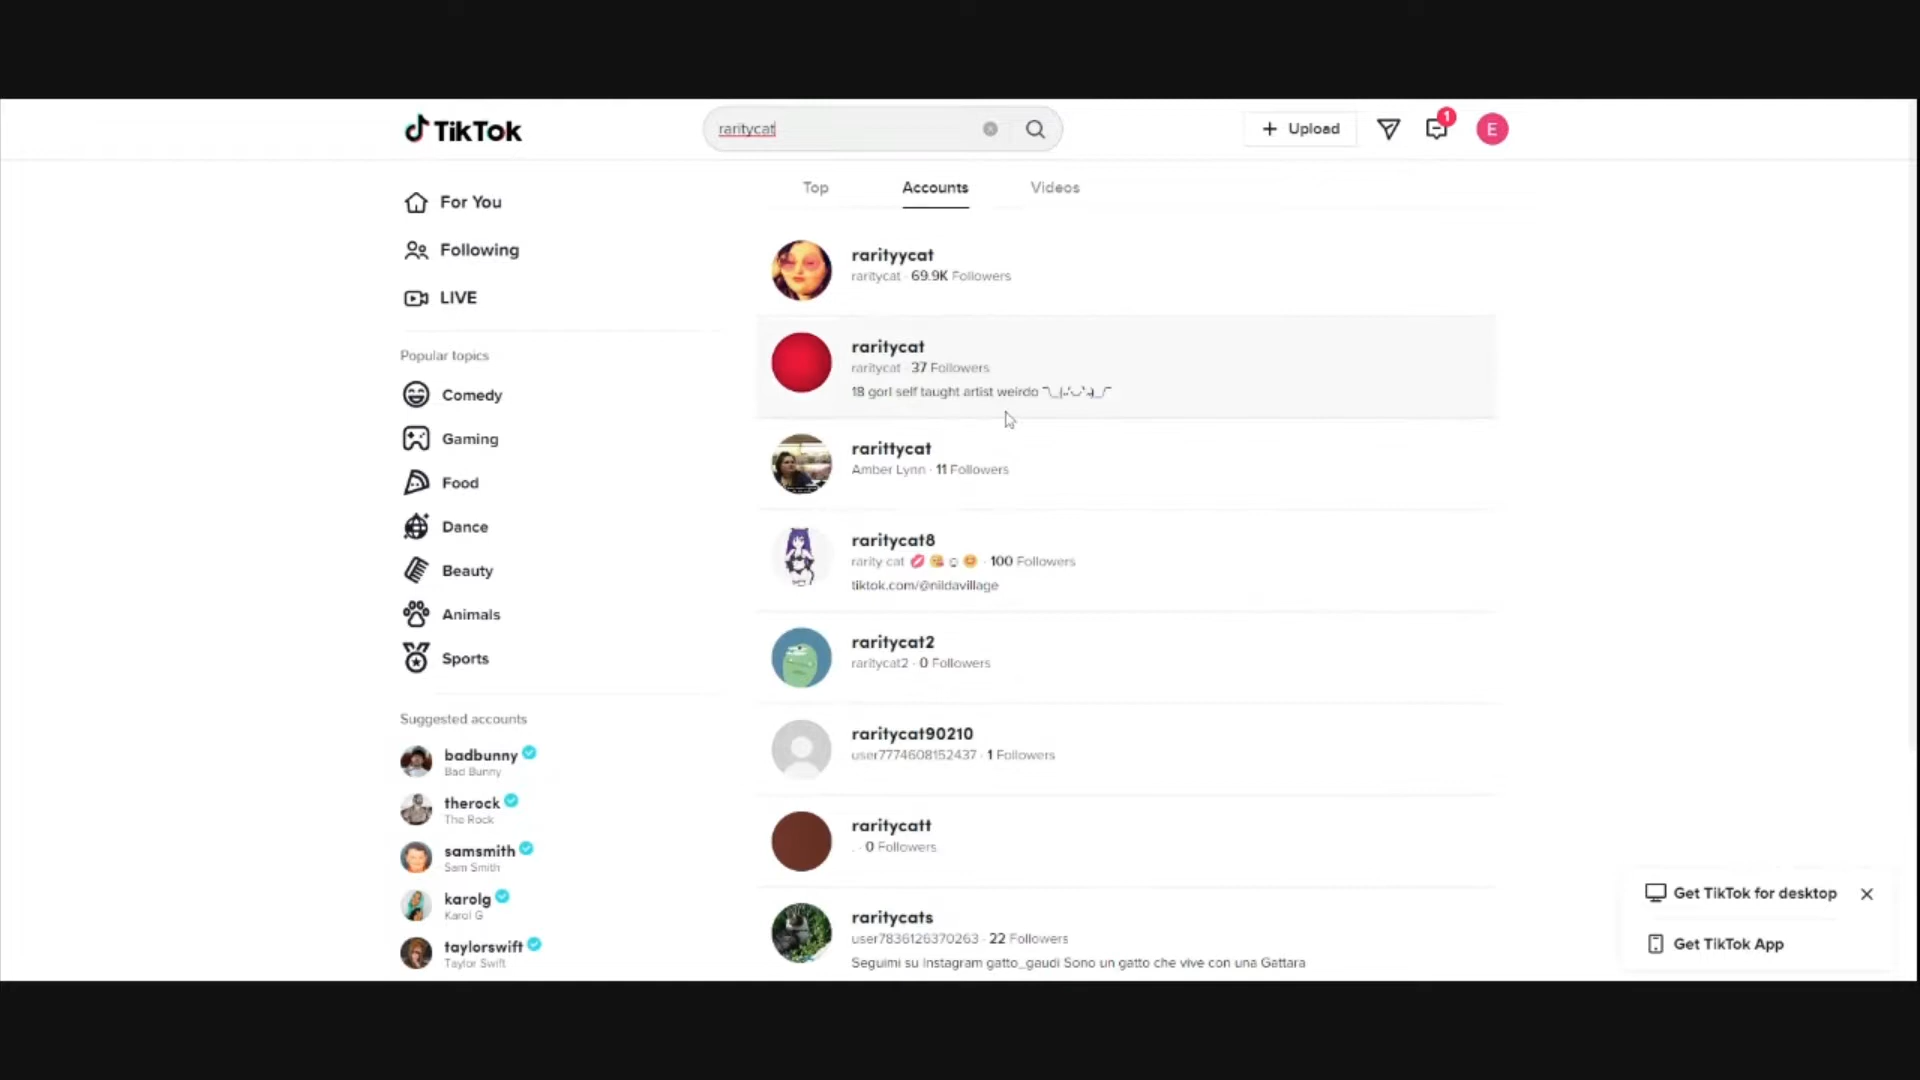 TikTok
raritycat
Upload
1
E
For You
Following
LIVE
Popular topics
Comedy
Gaming
Food
Dance
Beauty
Animals
Sports
Suggested accounts
badbunny
Bad Bunny
therock
The Rock
samsmith
Sam Smith
karolg
Karol G
taylorswift
Taylor Swift
Top
Accounts
Videos
rarityycat
raritycat · 69.9K Followers
raritycat
raritycat · 37 Followers
18 gorl self taught artist weirdo
rarittycat
Amber Lynn · 11 Followers
raritycat8
rarity cat 💋 😘 ☺ 😊 · 100 Followers
tiktok.com/@nildavillage
raritycat2
raritycat2 · 0 Followers
raritycat90210
user7774608152437 · 1 Followers
raritycatt
. · 0 Followers
raritycats
user7836126370263 · 22 Followers
Seguimi su Instagram gatto_gaudi Sono un gatto che vive con una Gattara
Get TikTok for desktop
Get TikTok App